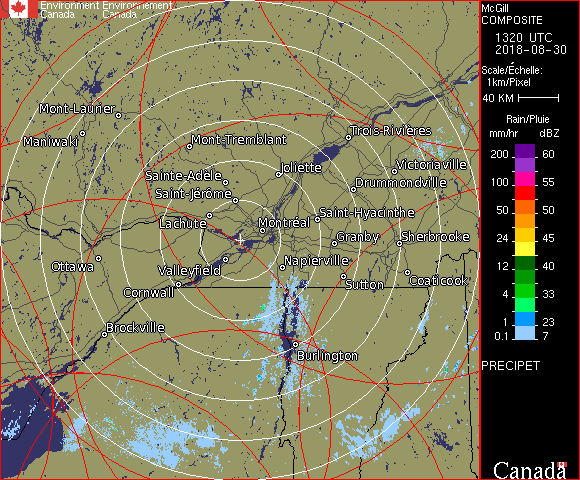 Environment Environnement
Canada Canada
McGill
COMPOSITE
1320 UTC
2018-08-30
Scale/Échelle:
1km/Pixel
40 KM
Rain/Pluie
mm/hr dBZ
200 60
100 55
50 50
24 45
12 40
4 33
1 23
0.1 7
PRECIPET
Canada
Mont-Laurier
Maniwaki
Mont-Tremblant
Trois-Rivières
Sainte-Adèle
Joliette
Victoriaville
Saint-Jérôme
Drummondville
Lachute
Montréal
Saint-Hyacinthe
Granby
Sherbrooke
Ottawa
Valleyfield
Napierville
Cornwall
Sutton
Coaticook
Brockville
Burlington